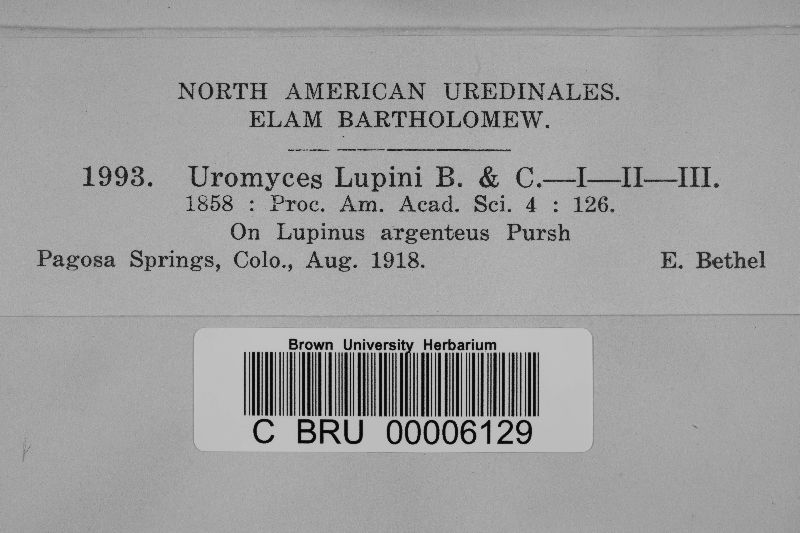 NORTH AMERICAN UREDINALES.
ELAM BARTHOLOMEW.
1993. Uromyces Lupini B. & C.—I—II—III.
1858 : Proc. Am. Acad. Sci. 4 : 126.
On Lupinus argenteus Pursh
Pagosa Springs, Colo., Aug. 1918. E. Bethel
Brown University Herbarium
C BRU 00006129